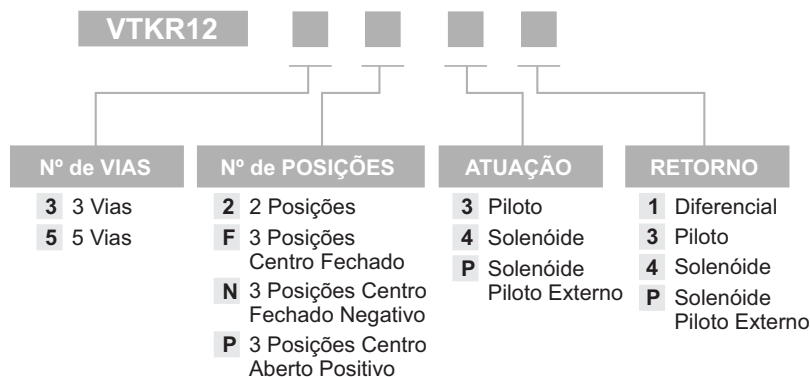 VTKR12
Nº de VIAS
3 3 Vias
5 5 Vias
Nº de POSIÇÕES
2 2 Posições
F 3 Posições
Centro Fechado
N 3 Posições Centro
Fechado Negativo
P 3 Posições Centro
Aberto Positivo
ATUAÇÃO
3 Piloto
4 Solenóide
P Solenóide
Piloto Externo
RETORNO
1 Diferencial
3 Piloto
4 Solenóide
P Solenóide
Piloto Externo